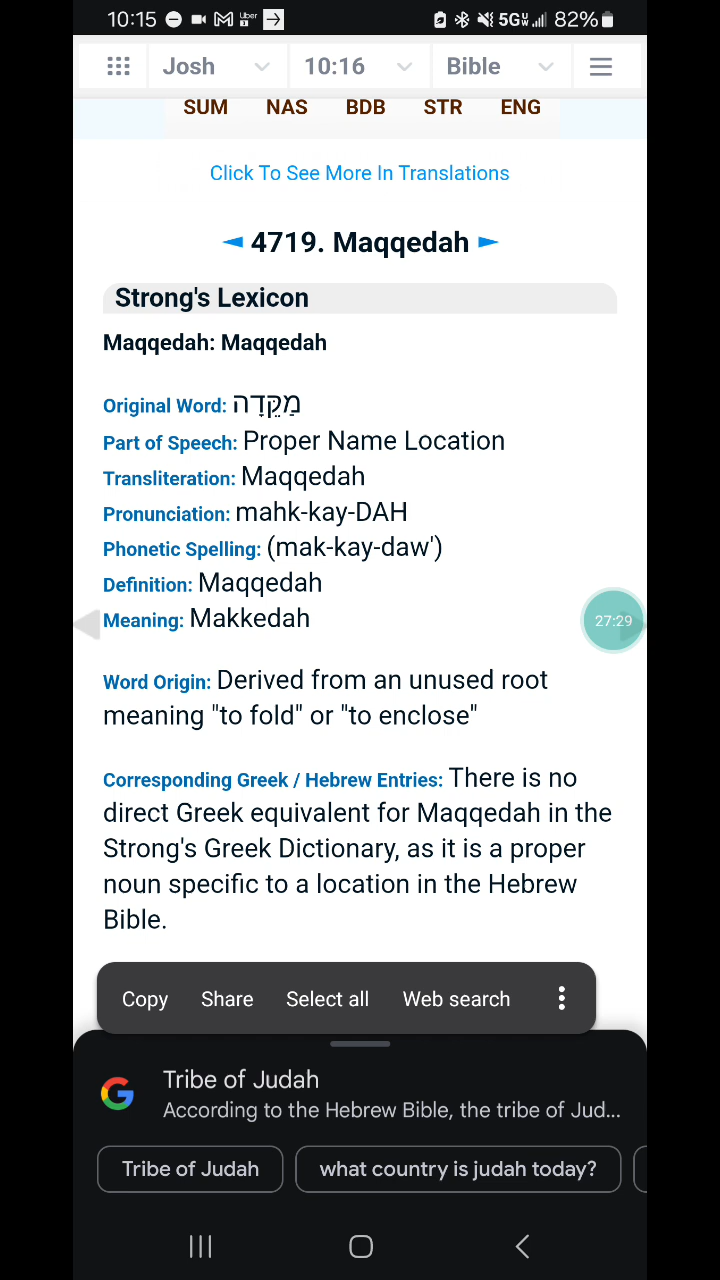 10:15 Uber 5G 82%
Josh 10:16 Bible
SUM NAS BDB STR ENG
Click To See More In Translations
4719. Maqqedah
Strong's Lexicon
Maqqedah: Maqqedah
Original Word: מַקֵּדָה
Part of Speech: Proper Name Location
Transliteration: Maqqedah
Pronunciation: mahk-kay-DAH
Phonetic Spelling: (mak-kay-daw')
Definition: Maqqedah
Meaning: Makkedah
27:29
Word Origin: Derived from an unused root
meaning "to fold" or "to enclose"
Corresponding Greek / Hebrew Entries: There is no
direct Greek equivalent for Maqqedah in the
Strong's Greek Dictionary, as it is a proper
noun specific to a location in the Hebrew
Bible.
Copy Share Select all Web search
Tribe of Judah
According to the Hebrew Bible, the tribe of Jud...
Tribe of Judah what country is judah today?